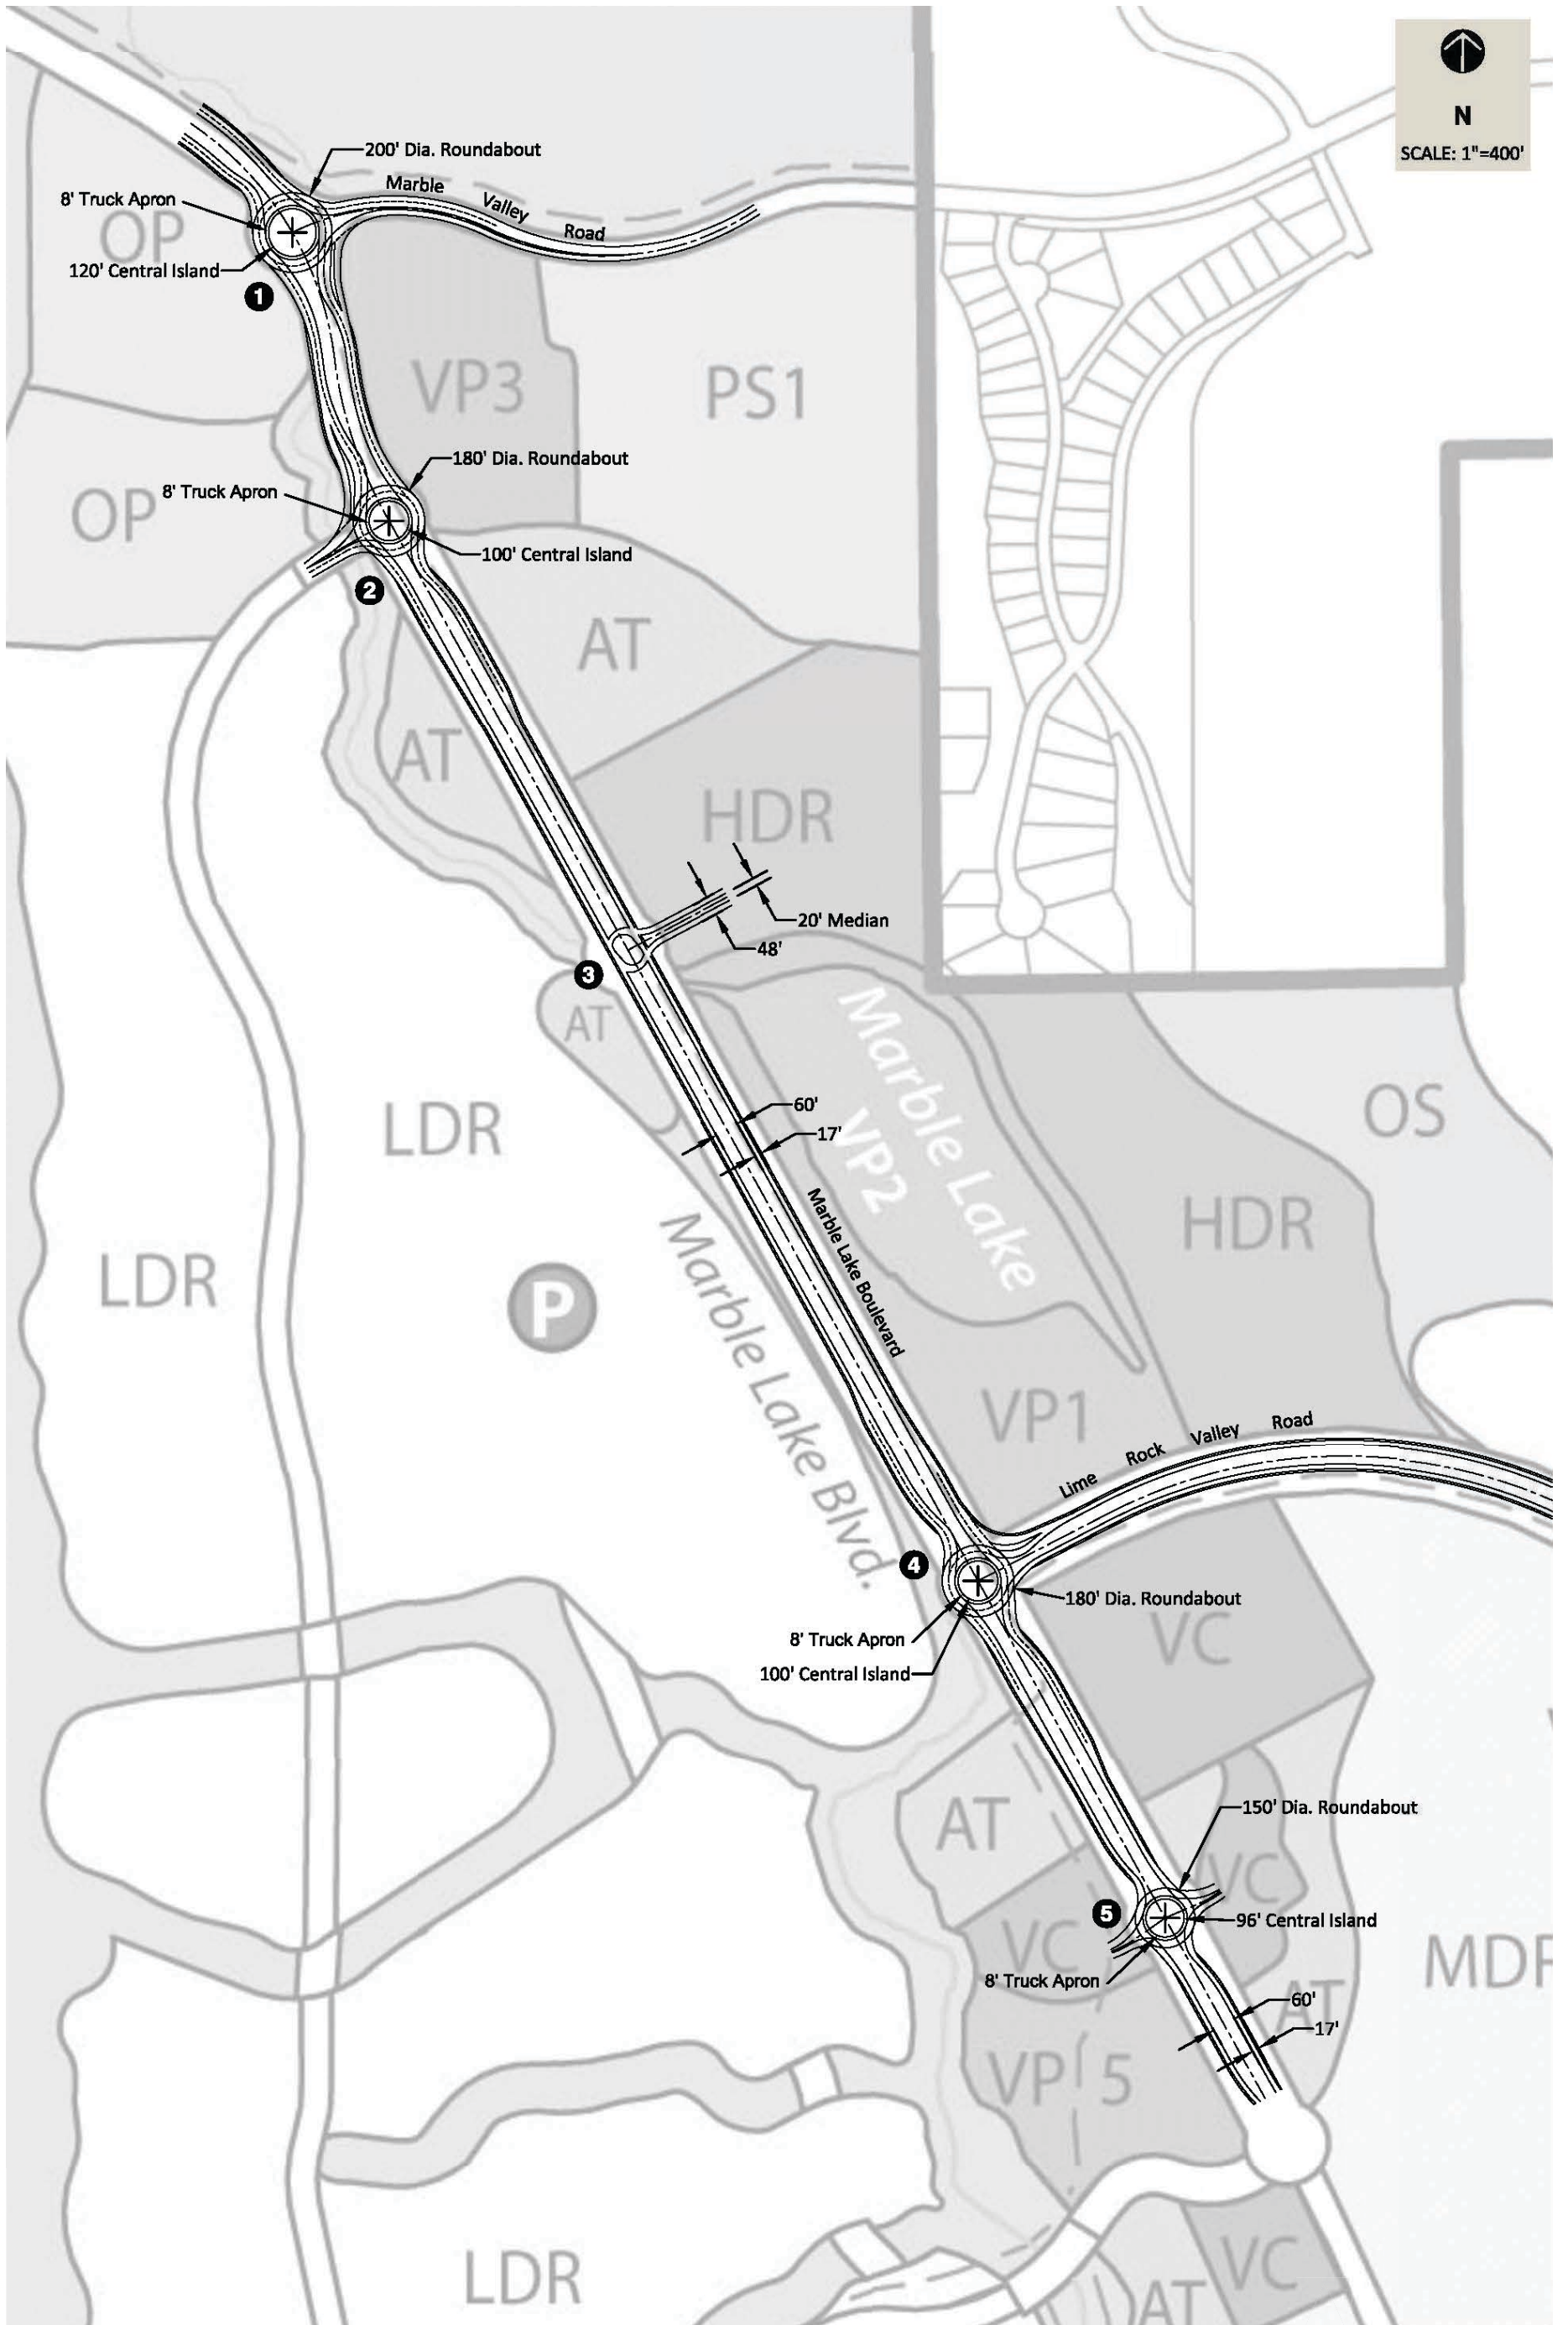 N
SCALE: 1"=400'
200' Dia. Roundabout
8' Truck Apron
Marble Valley Road
OP
120' Central Island
1
VP3
PS1
180' Dia. Roundabout
8' Truck Apron
OP
100' Central Island
2
AT
AT
HDR
20' Median
48'
3
AT
Marble Lake
VP2
OS
60'
17'
LDR
HDR
Marble Lake Boulevard
LDR
P
Marble Lake Blvd.
VP1
Lime Rock Valley Road
4
180' Dia. Roundabout
VC
8' Truck Apron
100' Central Island
AT
150' Dia. Roundabout
VC
5
96' Central Island
VC
MDR
8' Truck Apron
60'
AT
17'
VP 5
LDR
VC
AT